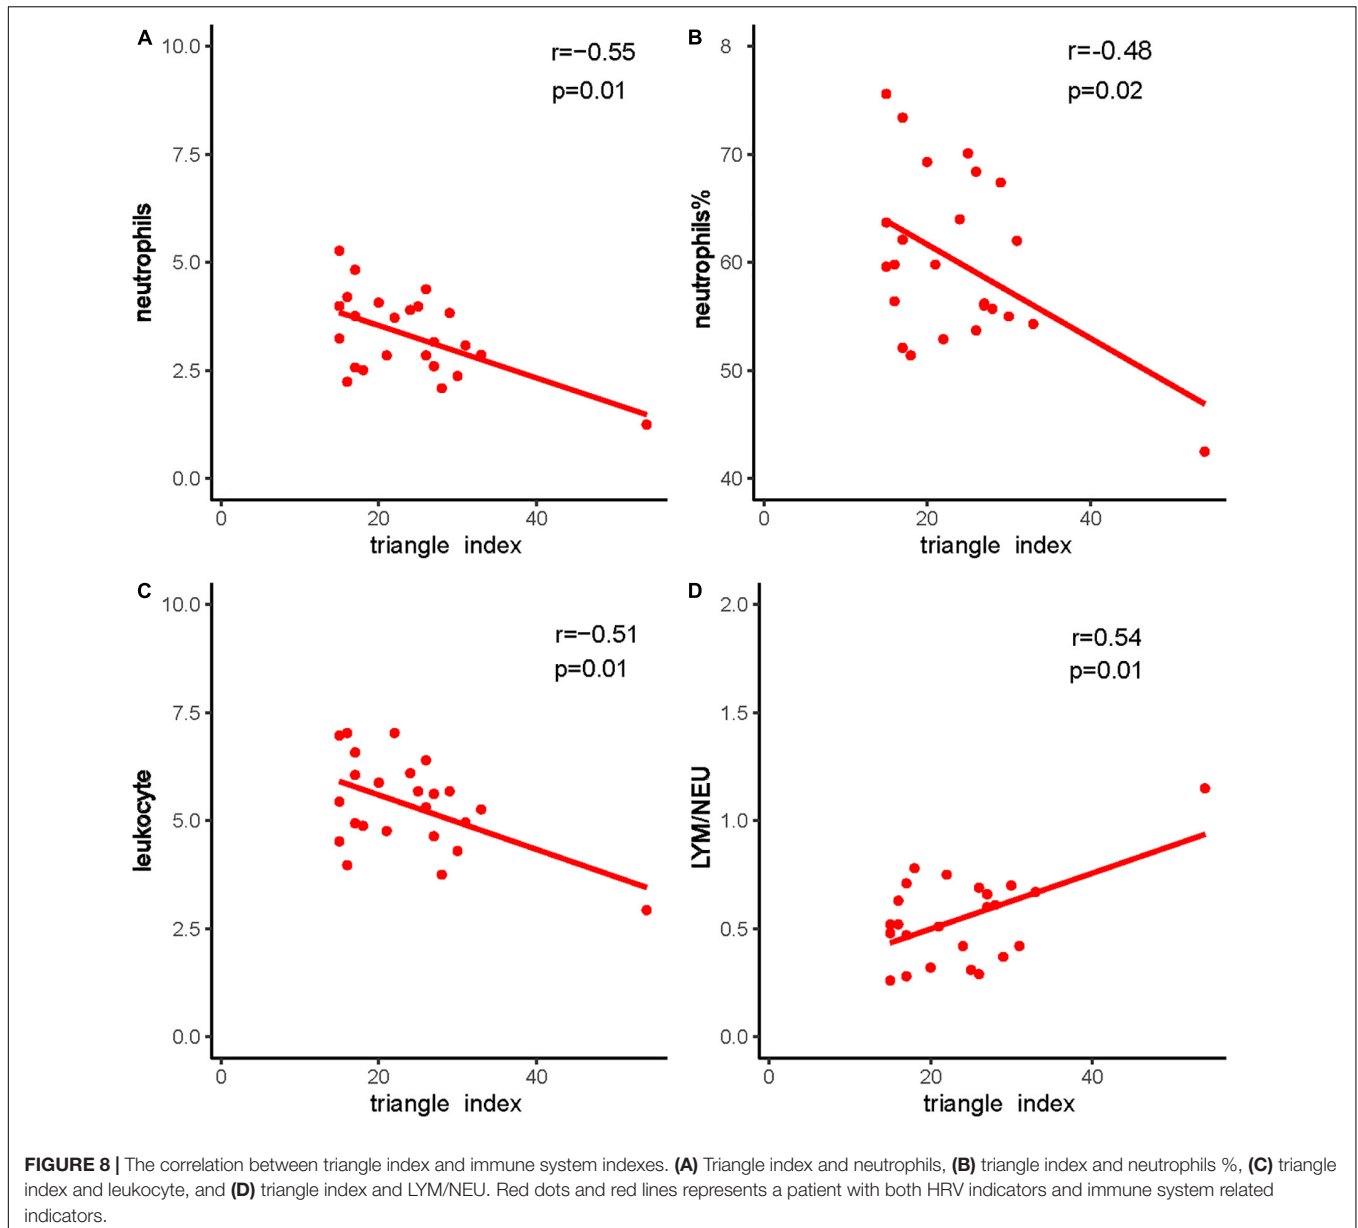 A
10.0
7.5
5.0
2.5
0.0
neutrophils
r=−0.55
p=0.01
0 20 40
triangle index
B
8
70
60
50
40
neutrophils%
r=-0.48
p=0.02
0 20 40
triangle index
C
10.0
7.5
5.0
2.5
0.0
leukocyte
r=−0.51
p=0.01
0 20 40
triangle index
D
2.0
1.5
1.0
0.5
0.0
LYM/NEU
r=0.54
p=0.01
0 20 40
triangle index
FIGURE 8 | The correlation between triangle index and immune system indexes. (A) Triangle index and neutrophils, (B) triangle index and neutrophils %, (C) triangle
index and leukocyte, and (D) triangle index and LYM/NEU. Red dots and red lines represents a patient with both HRV indicators and immune system related
indicators.